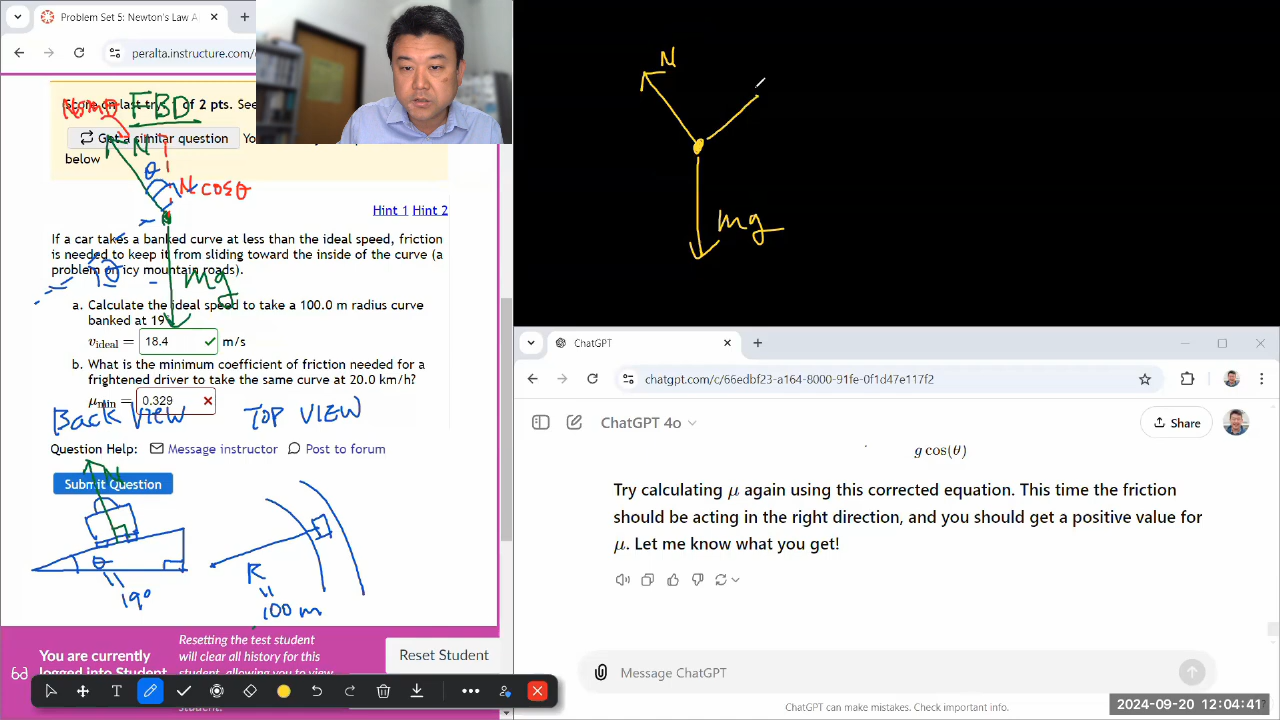 Problem Set 5: Newton's Law A
peralta.instructure.com/
of 2 pts. See
FBD
Get a similar question
You
below
N
θ
N cosθ
Hint 1 Hint 2
If a car takes a banked curve at less than the ideal speed, friction
is needed to keep it from sliding toward the inside of the curve (a
problem on icy mountain roads).
mg
a. Calculate the ideal speed to take a 100.0 m radius curve
banked at 19
videal = 18.4 m/s
b. What is the minimum coefficient of friction needed for a
frightened driver to take the same curve at 20.0 km/h?
μmin = 0.329
BACK VIEW TOP VIEW
Question Help: Message instructor Post to forum
N
Submit Question
θ
19°
R
100 m
You are currently
logged into Student
Resetting the test student
will clear all history for this
student, allowing you to view
Reset Student
N
mg
ChatGPT
chatgpt.com/c/66edbf23-a164-8000-91fe-0f1d47e117f2
ChatGPT 4o
Share
g cos(θ)
Try calculating μ again using this corrected equation. This time the friction
should be acting in the right direction, and you should get a positive value for
μ. Let me know what you get!
Message ChatGPT
ChatGPT can make mistakes. Check important info.
2024-09-20 12:04:41